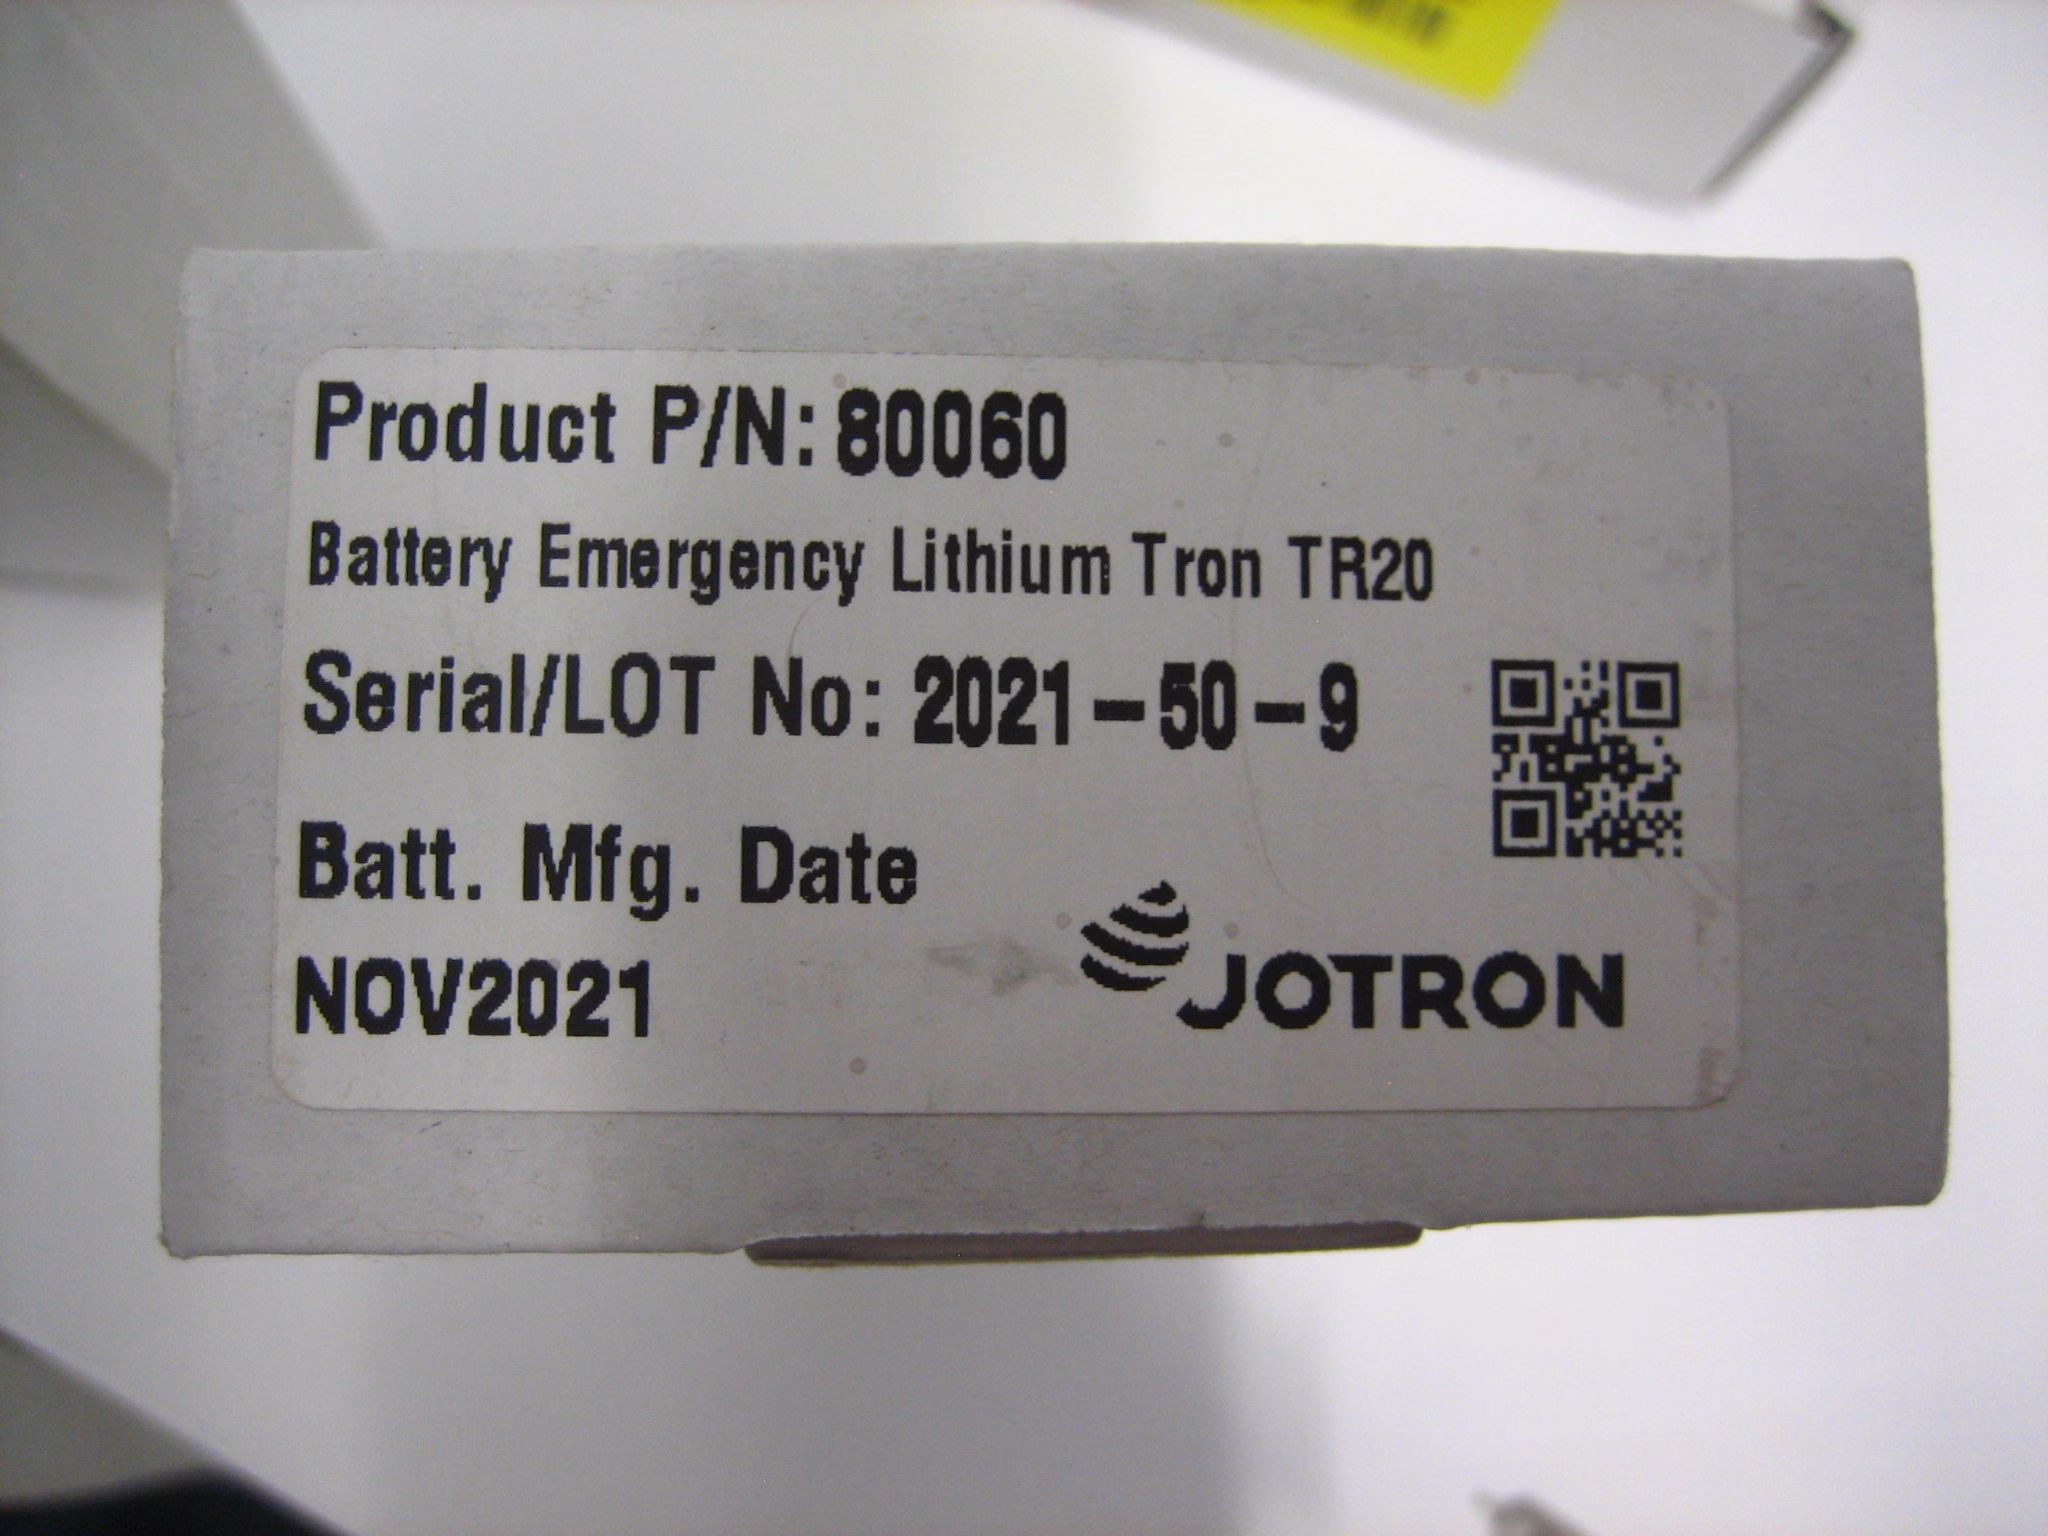 Product P/N: 80060
Battery Emergency Lithium Tron TR20
Serial/LOT No: 2021-50-9
Batt. Mfg. Date
NOV2021
JOTRON